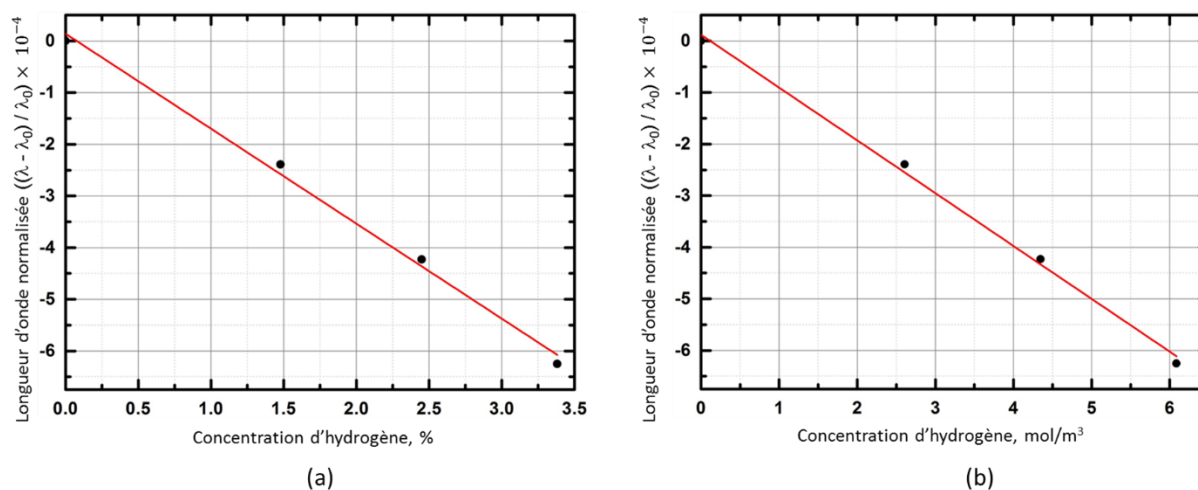 Longueur d'onde normalisée ((λ - λ₀) / λ₀) × 10⁻⁴
0
-1
-2
-3
-4
-5
-6
0.0 0.5 1.0 1.5 2.0 2.5 3.0 3.5
Concentration d'hydrogène, %
(a)
Longueur d'onde normalisée ((λ - λ₀) / λ₀) × 10⁻⁴
0
-1
-2
-3
-4
-5
-6
0 1 2 3 4 5 6
Concentration d'hydrogène, mol/m³
(b)